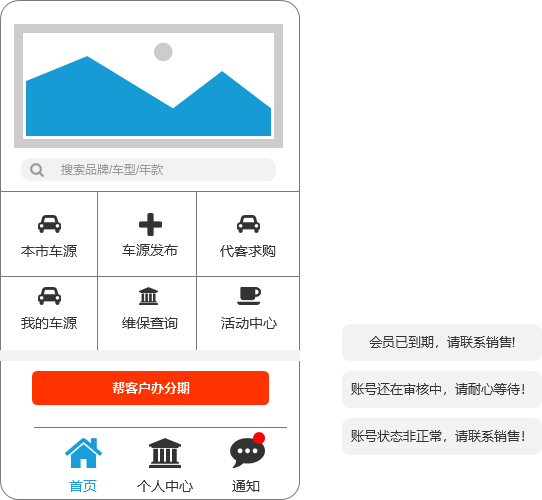 搜索品牌/车型/年款
本市车源
车源发布
代客求购
我的车源
维保查询
活动中心
帮客户办分期
首页
个人中心
通知
会员已到期，请联系销售!
账号还在审核中，请耐心等待!
账号状态非正常，请联系销售!